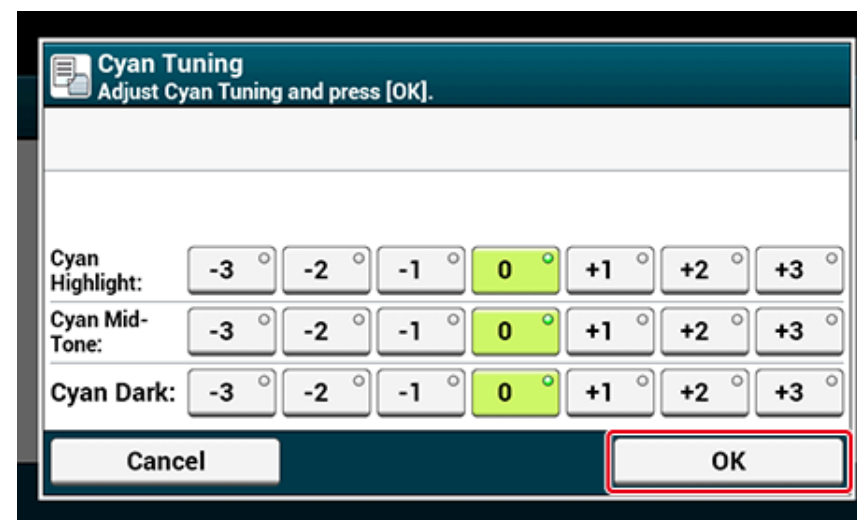 Cyan Tuning
Adjust Cyan Tuning and press [OK].
Cyan
Highlight:
-3 -2 -1 0 +1 +2 +3
Cyan Mid-
Tone:
-3 -2 -1 0 +1 +2 +3
Cyan Dark: -3 -2 -1 0 +1 +2 +3
Cancel OK